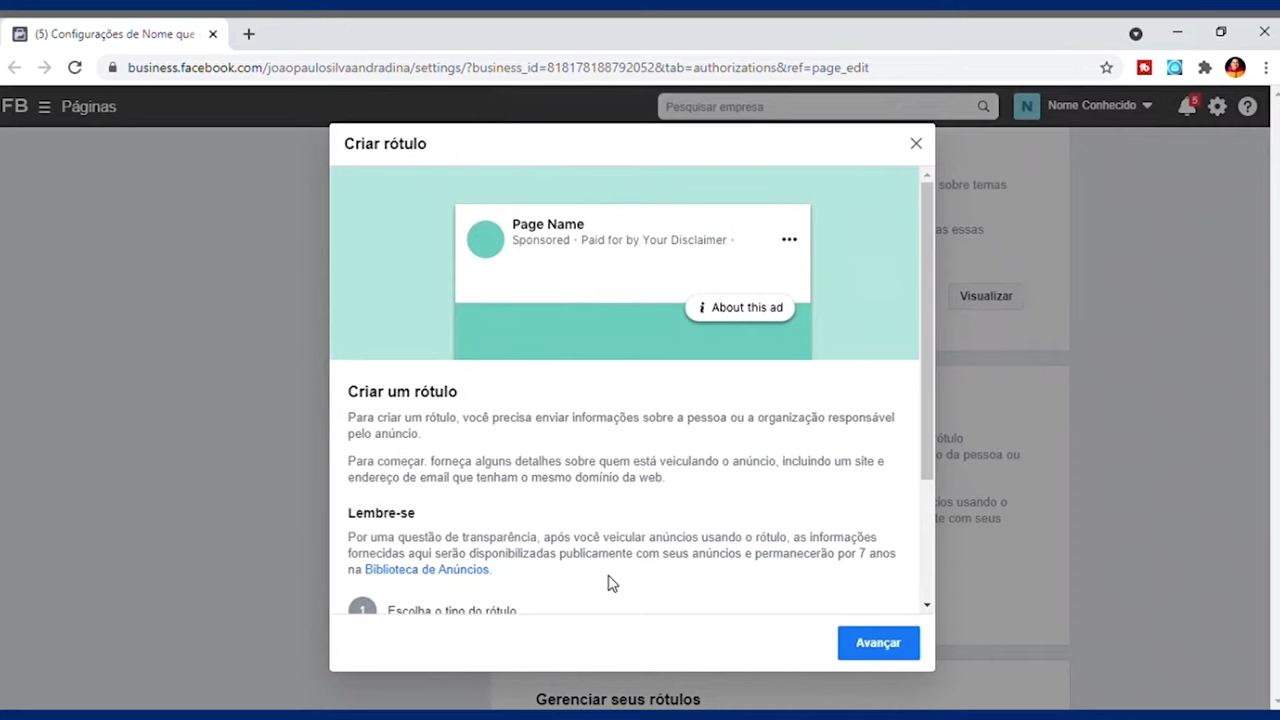 (5) Configurações de Nome que
business.facebook.com/joaopaulosilvaandradina/settings/?business_id=818178188792052&tab=authorizations&ref=page_edit
FB Páginas
Pesquisar empresa
N Nome Conhecido
5
Criar rótulo
Page Name
Sponsored · Paid for by Your Disclaimer ·
i About this ad
sobre temas
as essas
Visualizar
Criar um rótulo
Para criar um rótulo, você precisa enviar informações sobre a pessoa ou a organização responsável
pelo anúncio.
Para começar. forneça alguns detalhes sobre quem está veiculando o anúncio, incluindo um site e
endereço de email que tenham o mesmo domínio da web.
Lembre-se
Por uma questão de transparência, após você veicular anúncios usando o rótulo, as informações
fornecidas aqui serão disponibilizadas publicamente com seus anúncios e permanecerão por 7 anos
na Biblioteca de Anúncios.
1 Escolha o tipo do rótulo
ótulo
o da pessoa ou
ios usando o
te com seus
Avançar
Gerenciar seus rótulos